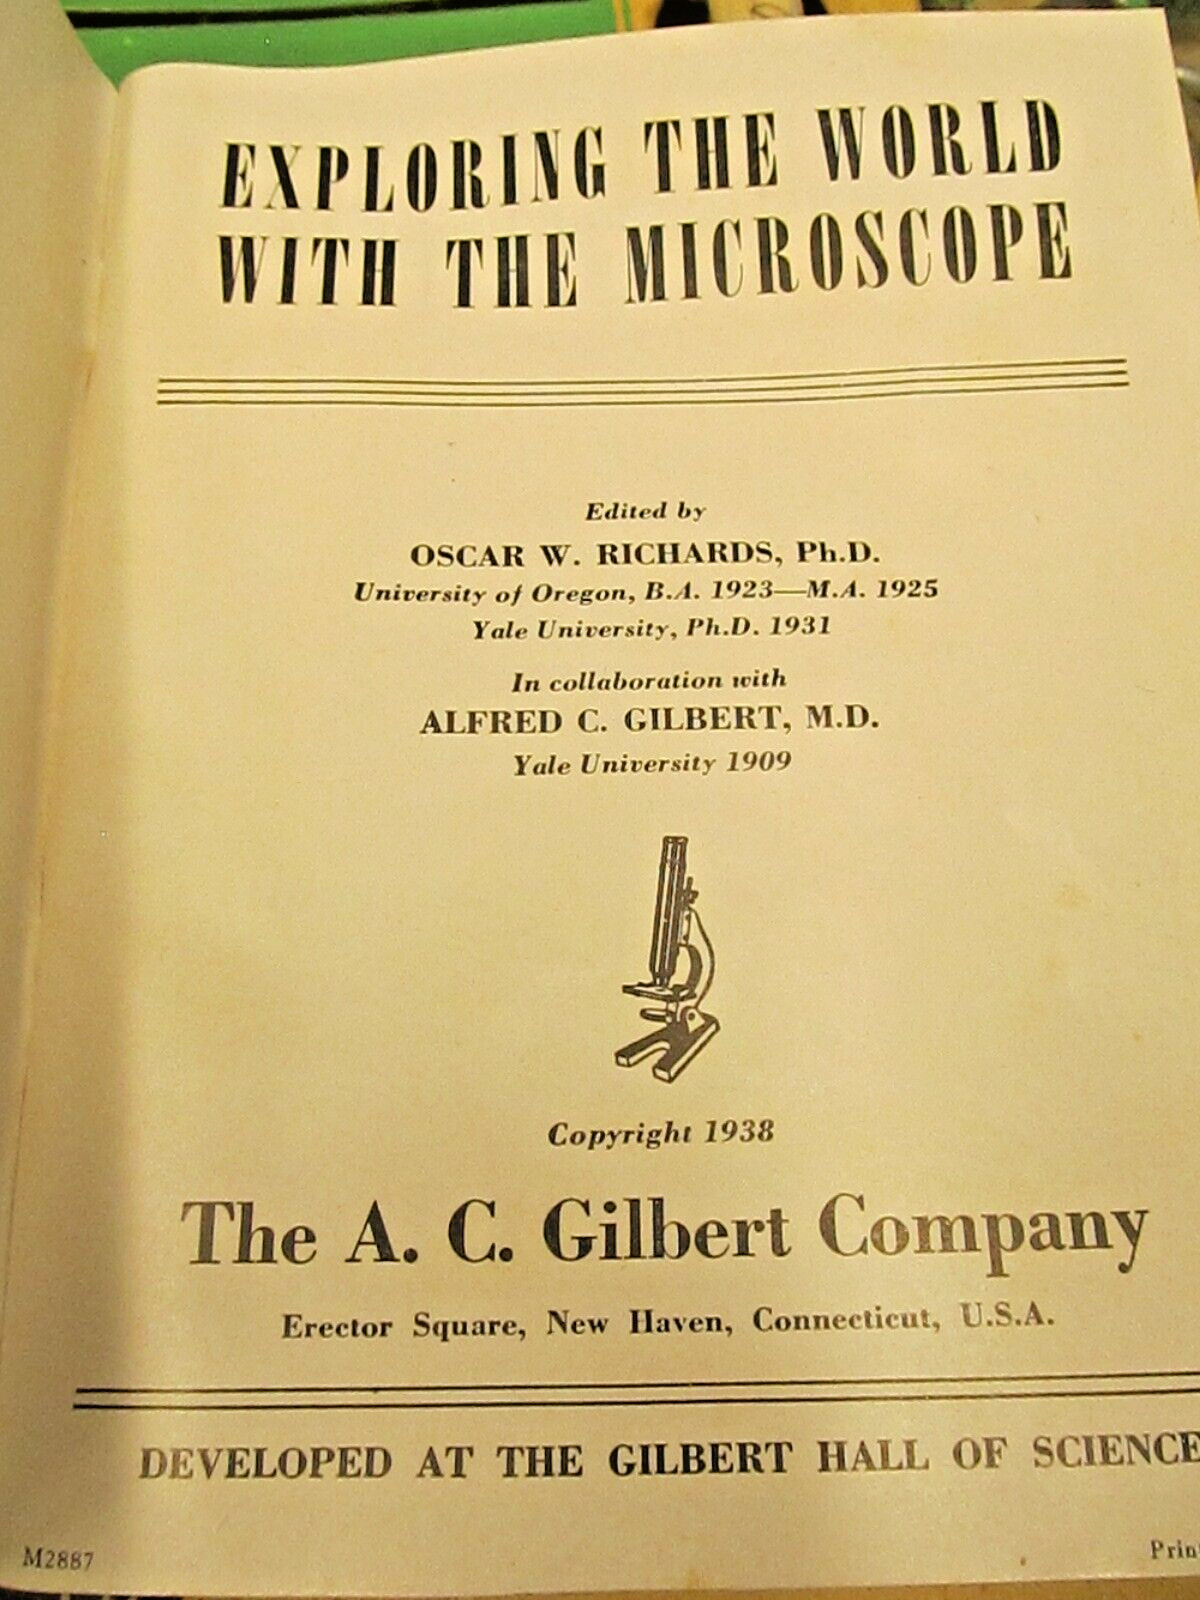 EXPLORING THE WORLD
WITH THE MICROSCOPE
Edited by
OSCAR W. RICHARDS, Ph.D.
University of Oregon, B.A. 1923—M.A. 1925
Yale University, Ph.D. 1931
In collaboration with
ALFRED C. GILBERT, M.D.
Yale University 1909
Copyright 1938
The A. C. Gilbert Company
Erector Square, New Haven, Connecticut, U.S.A.
DEVELOPED AT THE GILBERT HALL OF SCIENCE
M2887